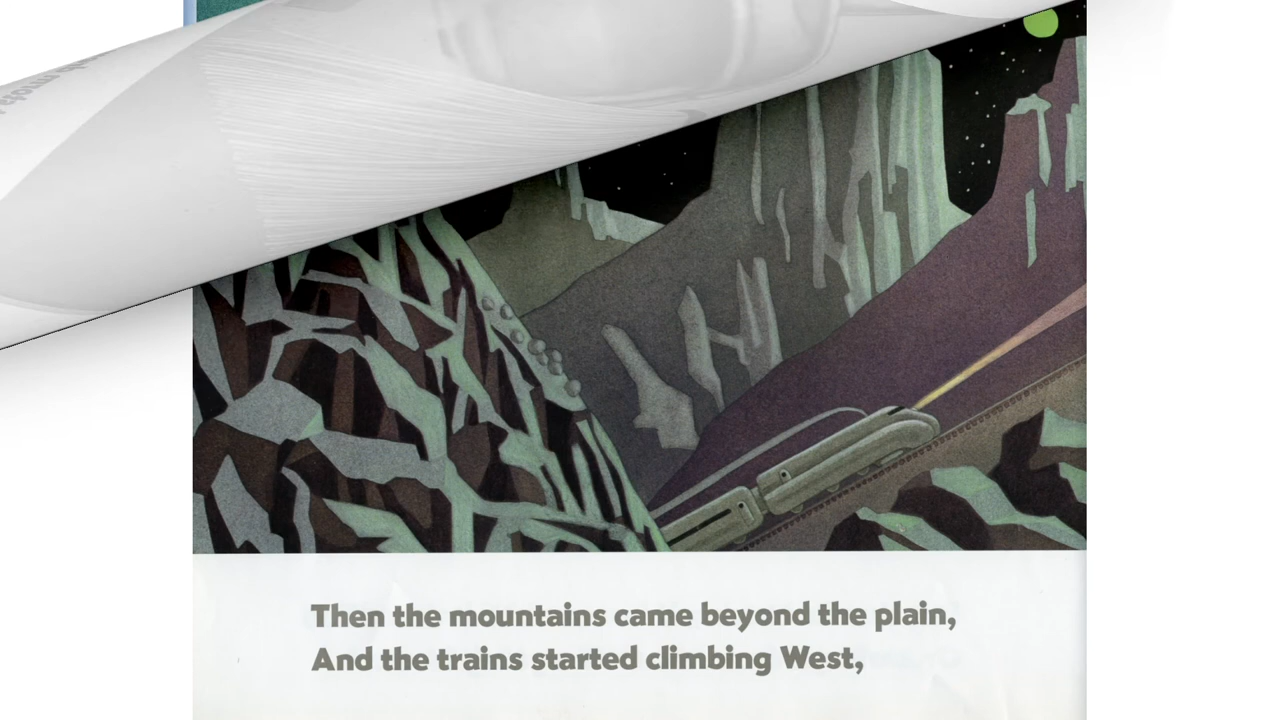 Then the mountains came beyond the plain,
And the trains started climbing West,